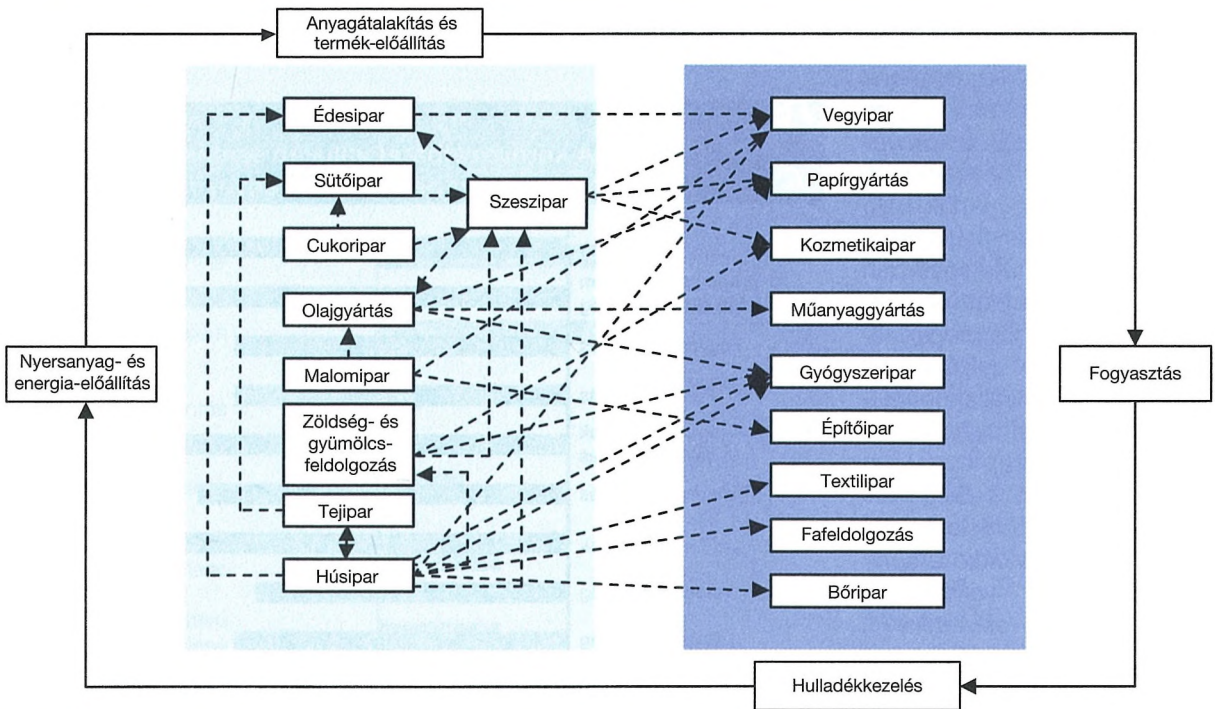 Anyagátalakítás és
termék-előállítás
Édesipar
Sütőipar
Szeszipar
Cukoripar
Olajgyártás
Malomipar
Zöldség- és
gyümölcs-
feldolgozás
Tejipar
Húsipar
Vegyipar
Papírgyártás
Kozmetikaipar
Műanyaggyártás
Gyógyszeripar
Építőipar
Textilipar
Fafeldolgozás
Bőripar
Nyersanyag- és
energia-előállítás
Fogyasztás
Hulladékkezelés